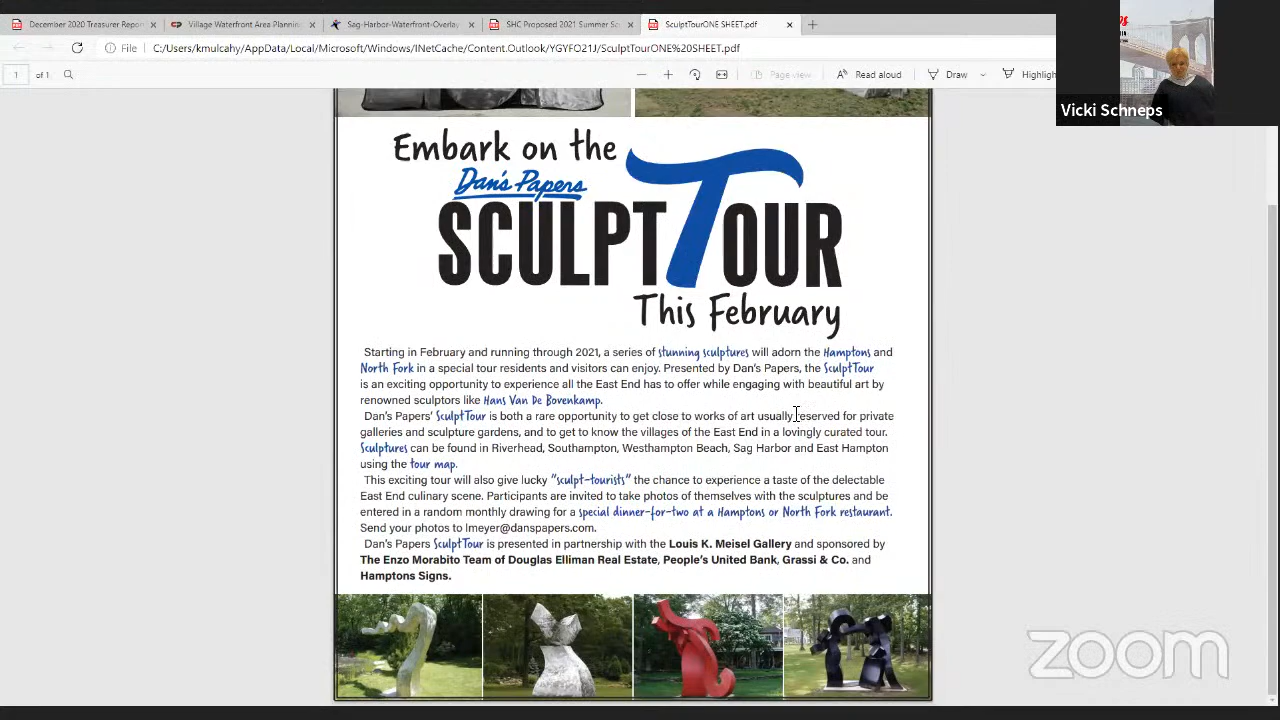 December 2020 Treasurer Repor
Village Waterfront Area Plannin
Sag-Harbor-Waterfront-Overlay
SHC Proposed 2021 Summer Sc
SculptTourONE SHEET.pdf
File
C:/Users/kmulcahy/AppData/Local/Microsoft/Windows/INetCache/Content.Outlook/YGYFO21J/SculptTourONE%20SHEET.pdf
1 of 1
Page view
Read aloud
Draw
Highligh
Vicki Schneps
Embark on the
Dan's Papers
SCULPTTOUR
This February
Starting in February and running through 2021, a series of stunning sculptures will adorn the Hamptons and
North Fork in a special tour residents and visitors can enjoy. Presented by Dan's Papers, the SculptTour
is an exciting opportunity to experience all the East End has to offer while engaging with beautiful art by
renowned sculptors like Hans Van De Bovenkamp.
Dan's Papers' SculptTour is both a rare opportunity to get close to works of art usually reserved for private
galleries and sculpture gardens, and to get to know the villages of the East End in a lovingly curated tour.
Sculptures can be found in Riverhead, Southampton, Westhampton Beach, Sag Harbor and East Hampton
using the tour map.
This exciting tour will also give lucky "sculpt-tourists" the chance to experience a taste of the delectable
East End culinary scene. Participants are invited to take photos of themselves with the sculptures and be
entered in a random monthly drawing for a special dinner-for-two at a Hamptons or North Fork restaurant.
Send your photos to lmeyer@danspapers.com.
Dan's Papers SculptTour is presented in partnership with the Louis K. Meisel Gallery and sponsored by
The Enzo Morabito Team of Douglas Elliman Real Estate, People's United Bank, Grassi & Co. and
Hamptons Signs.
zoom